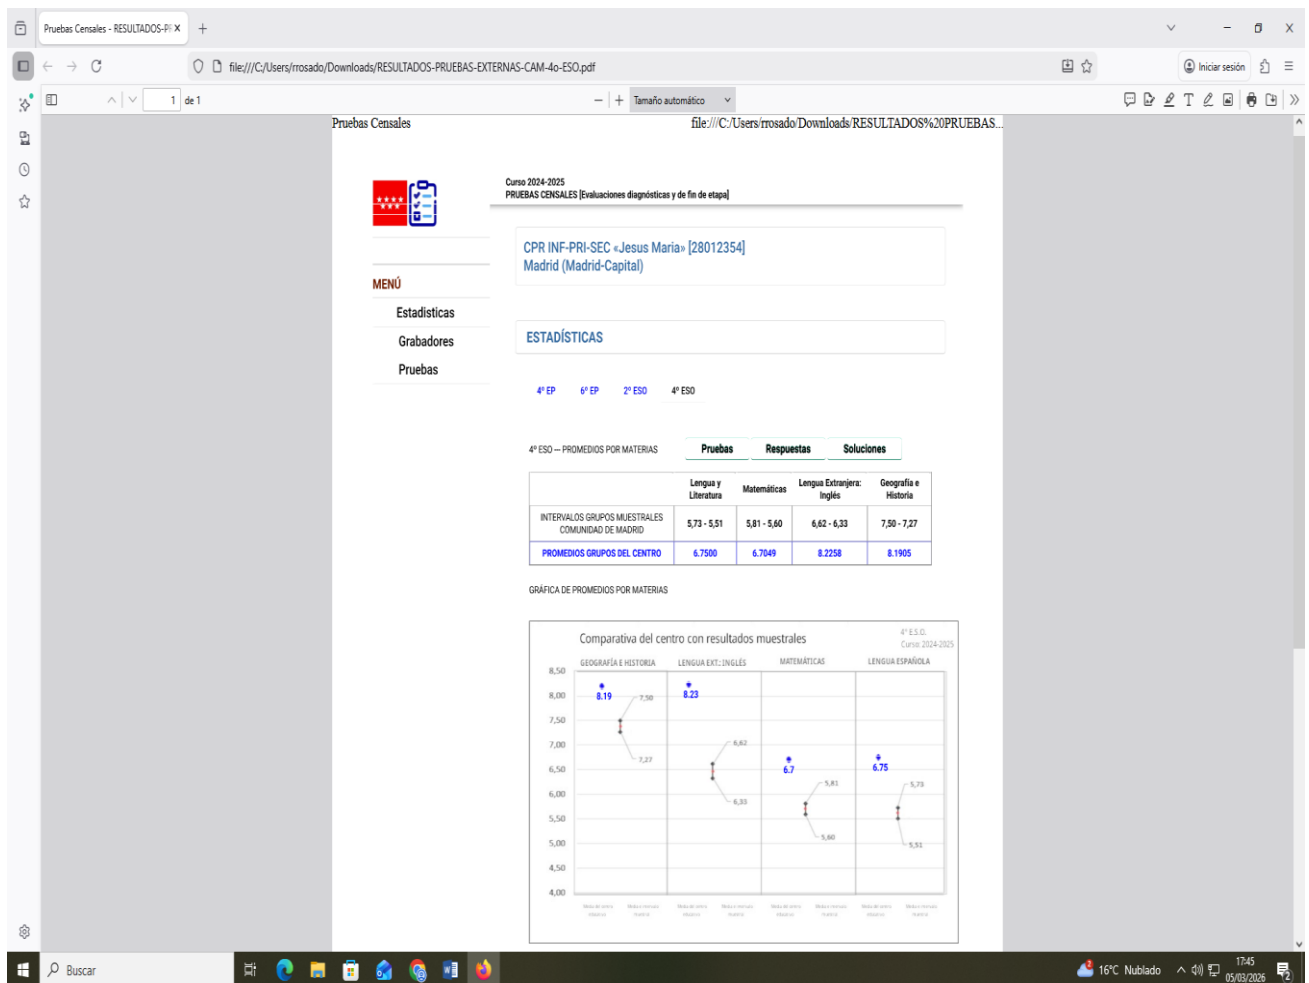 Pruebas Censales - RESULTADOS-PF
file:///C:/Users/rrosado/Downloads/RESULTADOS-PRUEBAS-EXTERNAS-CAM-4o-ESO.pdf
Iniciar sesión
1 de 1
Tamaño automático
Pruebas Censales
file:///C:/Users/rrosado/Downloads/RESULTADOS%20PRUEBAS...
Curso 2024-2025
PRUEBAS CENSALES [Evaluaciones diagnósticas y de fin de etapa]
CPR INF-PRI-SEC «Jesus Maria» [28012354]
Madrid (Madrid-Capital)
MENÚ
Estadisticas
Grabadores
Pruebas
ESTADÍSTICAS
4º EP 6º EP 2º ESO 4º ESO
4º ESO — PROMEDIOS POR MATERIAS Pruebas Respuestas Soluciones
Lengua y Literatura Matemáticas Lengua Extranjera: Inglés Geografía e Historia
INTERVALOS GRUPOS MUESTRALES COMUNIDAD DE MADRID 5,73 - 5,51 5,81 - 5,60 6,62 - 6,33 7,50 - 7,27
PROMEDIOS GRUPOS DEL CENTRO 6.7500 6.7049 8.2258 8.1905
GRÁFICA DE PROMEDIOS POR MATERIAS
Comparativa del centro con resultados muestrales
4º E.S.O.
Curso: 2024-2025
GEOGRAFÍA E HISTORIA LENGUA EXT.: INGLÉS MATEMÁTICAS LENGUA ESPAÑOLA
8,50
8,00
7,50
7,00
6,50
6,00
5,50
5,00
4,50
4,00
8.19
7,50
7,27
8.23
6,62
6,33
6.7
5,81
5,60
6.75
5,73
5,51
Buscar
16°C Nublado
17:45
05/03/2026
2